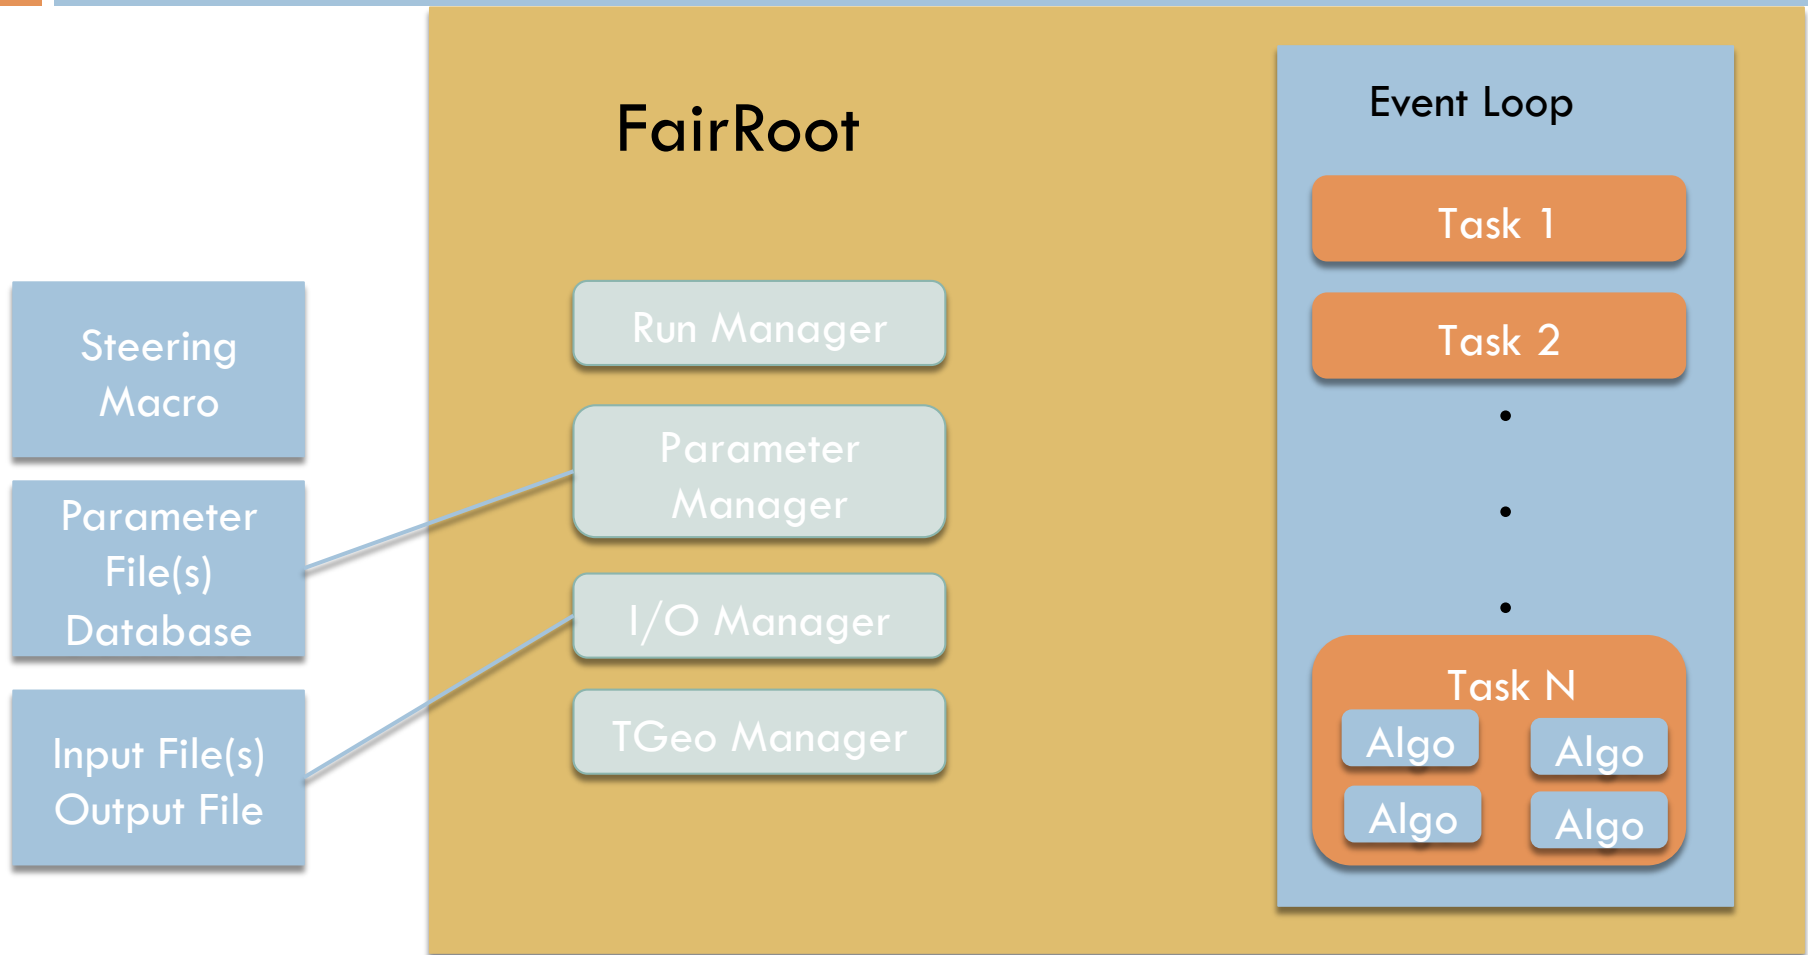 FairRoot
Event Loop
Task 1
Task 2
Task N
Algo
Algo
Algo
Algo
Run Manager
Parameter
Manager
I/O Manager
TGeo Manager
Steering
Macro
Parameter
File(s)
Database
Input File(s)
Output File